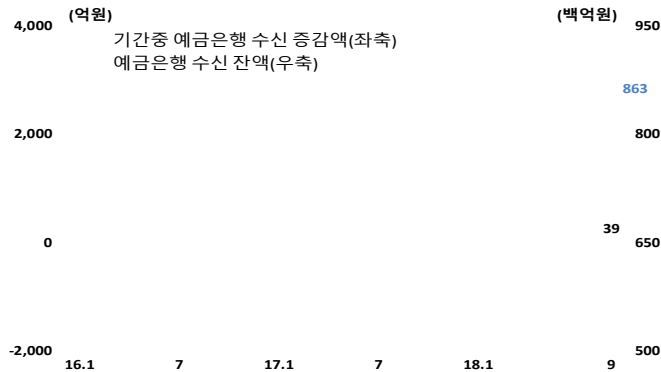 (억원) (백억원)
4,000 950
기간중 예금은행 수신 증감액(좌축)
예금은행 수신 잔액(우축)
863
2,000 800
39
0 650
-2,000 500
16.1 7 17.1 7 18.1 9